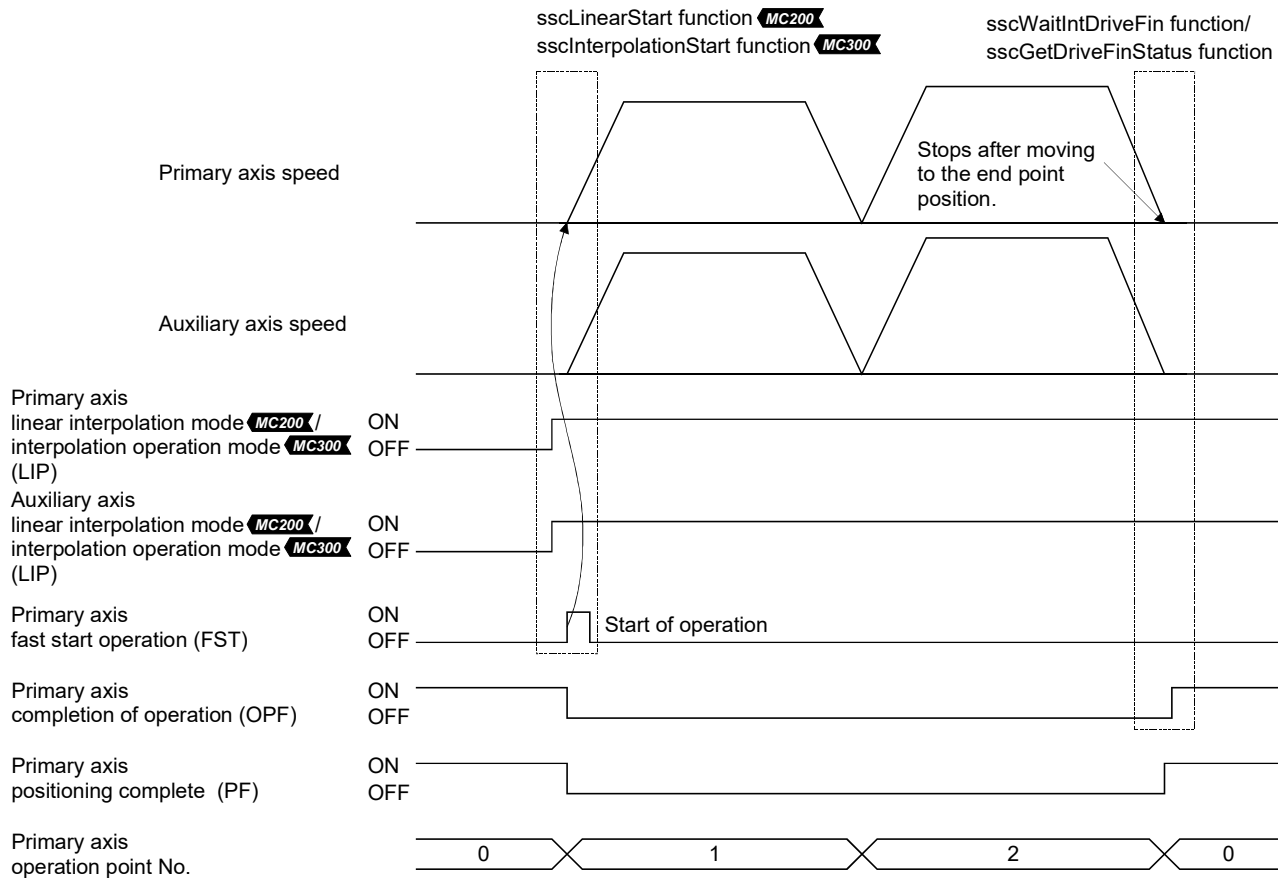 sscLinearStart function MC200
sscInterpolationStart function MC300
sscWaitIntDriveFin function/
sscGetDriveFinStatus function
Primary axis speed
Stops after moving
to the end point
position.
Auxiliary axis speed
Primary axis
linear interpolation mode MC200 / ON
interpolation operation mode MC300 OFF
(LIP)
Auxiliary axis
linear interpolation mode MC200 / ON
interpolation operation mode MC300 OFF
(LIP)
Primary axis ON
fast start operation (FST) OFF
Start of operation
Primary axis ON
completion of operation (OPF) OFF
Primary axis ON
positioning complete (PF) OFF
Primary axis
operation point No.
0 1 2 0